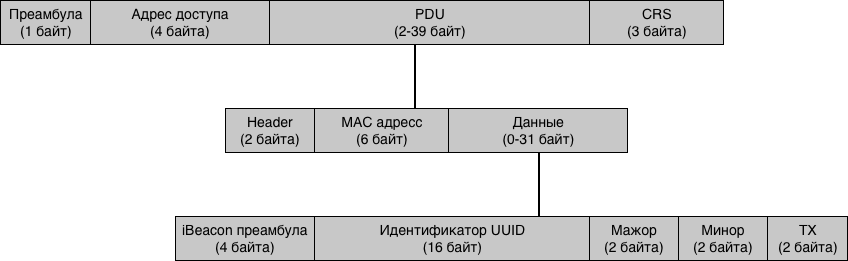 Преамбула
(1 байт)
Адрес доступа
(4 байта)
PDU
(2-39 байт)
CRS
(3 байта)
Header
(2 байта)
MAC адресс
(6 байт)
Данные
(0-31 байт)
iBeacon преамбула
(4 байта)
Идентификатор UUID
(16 байт)
Мажор
(2 байта)
Минор
(2 байта)
TX
(2 байта)